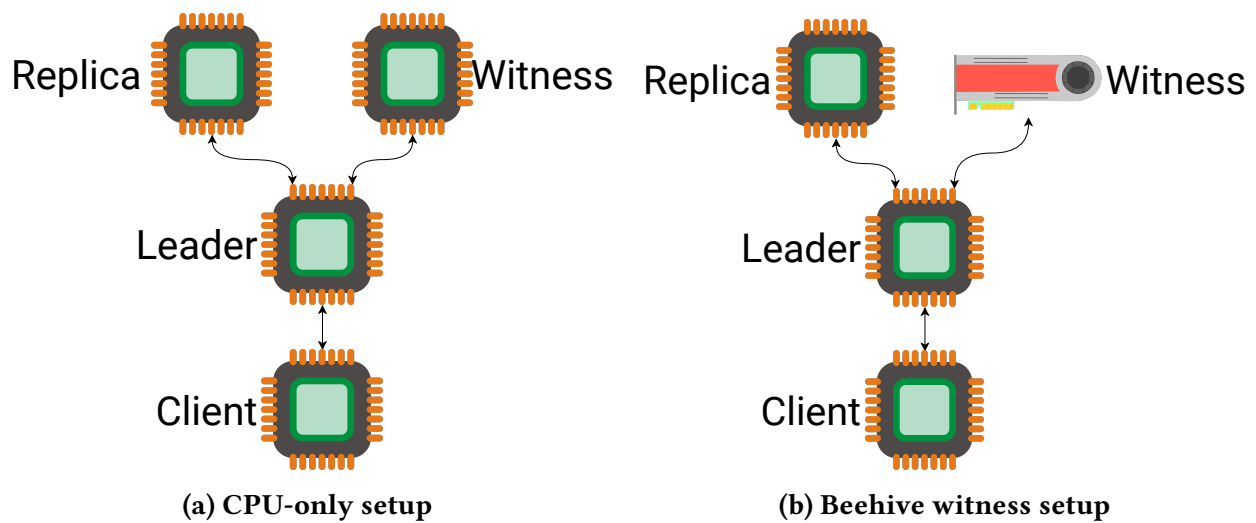 Replica
Witness
Leader
Client
(a) CPU-only setup
Replica
Witness
Leader
Client
(b) Beehive witness setup